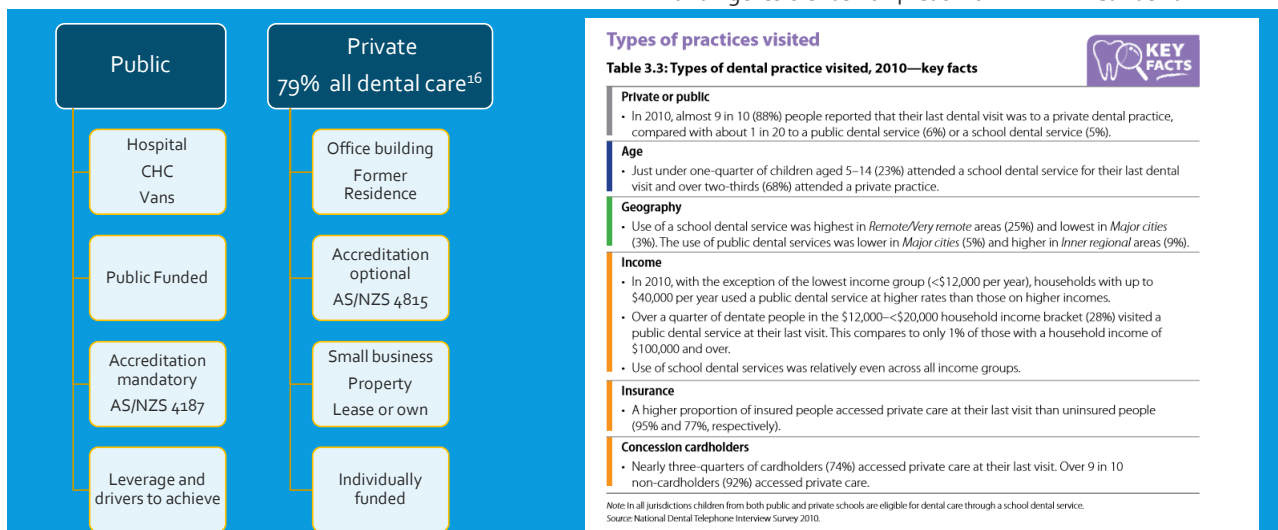 Public
Hospital
CHC
Vans
Public Funded
Accreditation
mandatory
AS/NZS 4187
Leverage and
drivers to achieve
Private
79% all dental care16
Office building
Former
Residence
Accreditation
optional
AS/NZS 4815
Small business
Property
Lease or own
Individually
funded
Types of practices visited
KEY
FACTS
Table 3.3: Types of dental practice visited, 2010—key facts
Private or public
• In 2010, almost 9 in 10 (88%) people reported that their last dental visit was to a private dental practice,
compared with about 1 in 20 to a public dental service (6%) or a school dental service (5%).
Age
• Just under one-quarter of children aged 5–14 (23%) attended a school dental service for their last dental
visit and over two-thirds (68%) attended a private practice.
Geography
• Use of a school dental service was highest in Remote/Very remote areas (25%) and lowest in Major cities
(3%). The use of public dental services was lower in Major cities (5%) and higher in Inner regional areas (9%).
Income
• In 2010, with the exception of the lowest income group (<$12,000 per year), households with up to
$40,000 per year used a public dental service at higher rates than those on higher incomes.
• Over a quarter of dentate people in the $12,000–<$20,000 household income bracket (28%) visited a
public dental service at their last visit. This compares to only 1% of those with a household income of
$100,000 and over.
• Use of school dental services was relatively even across all income groups.
Insurance
• A higher proportion of insured people accessed private care at their last visit than uninsured people
(95% and 77%, respectively).
Concession cardholders
• Nearly three-quarters of cardholders (74%) accessed private care at their last visit. Over 9 in 10
non-cardholders (92%) accessed private care.
Note: In all jurisdictions children from both public and private schools are eligible for dental care through a school dental service.
Source: National Dental Telephone Interview Survey 2010.